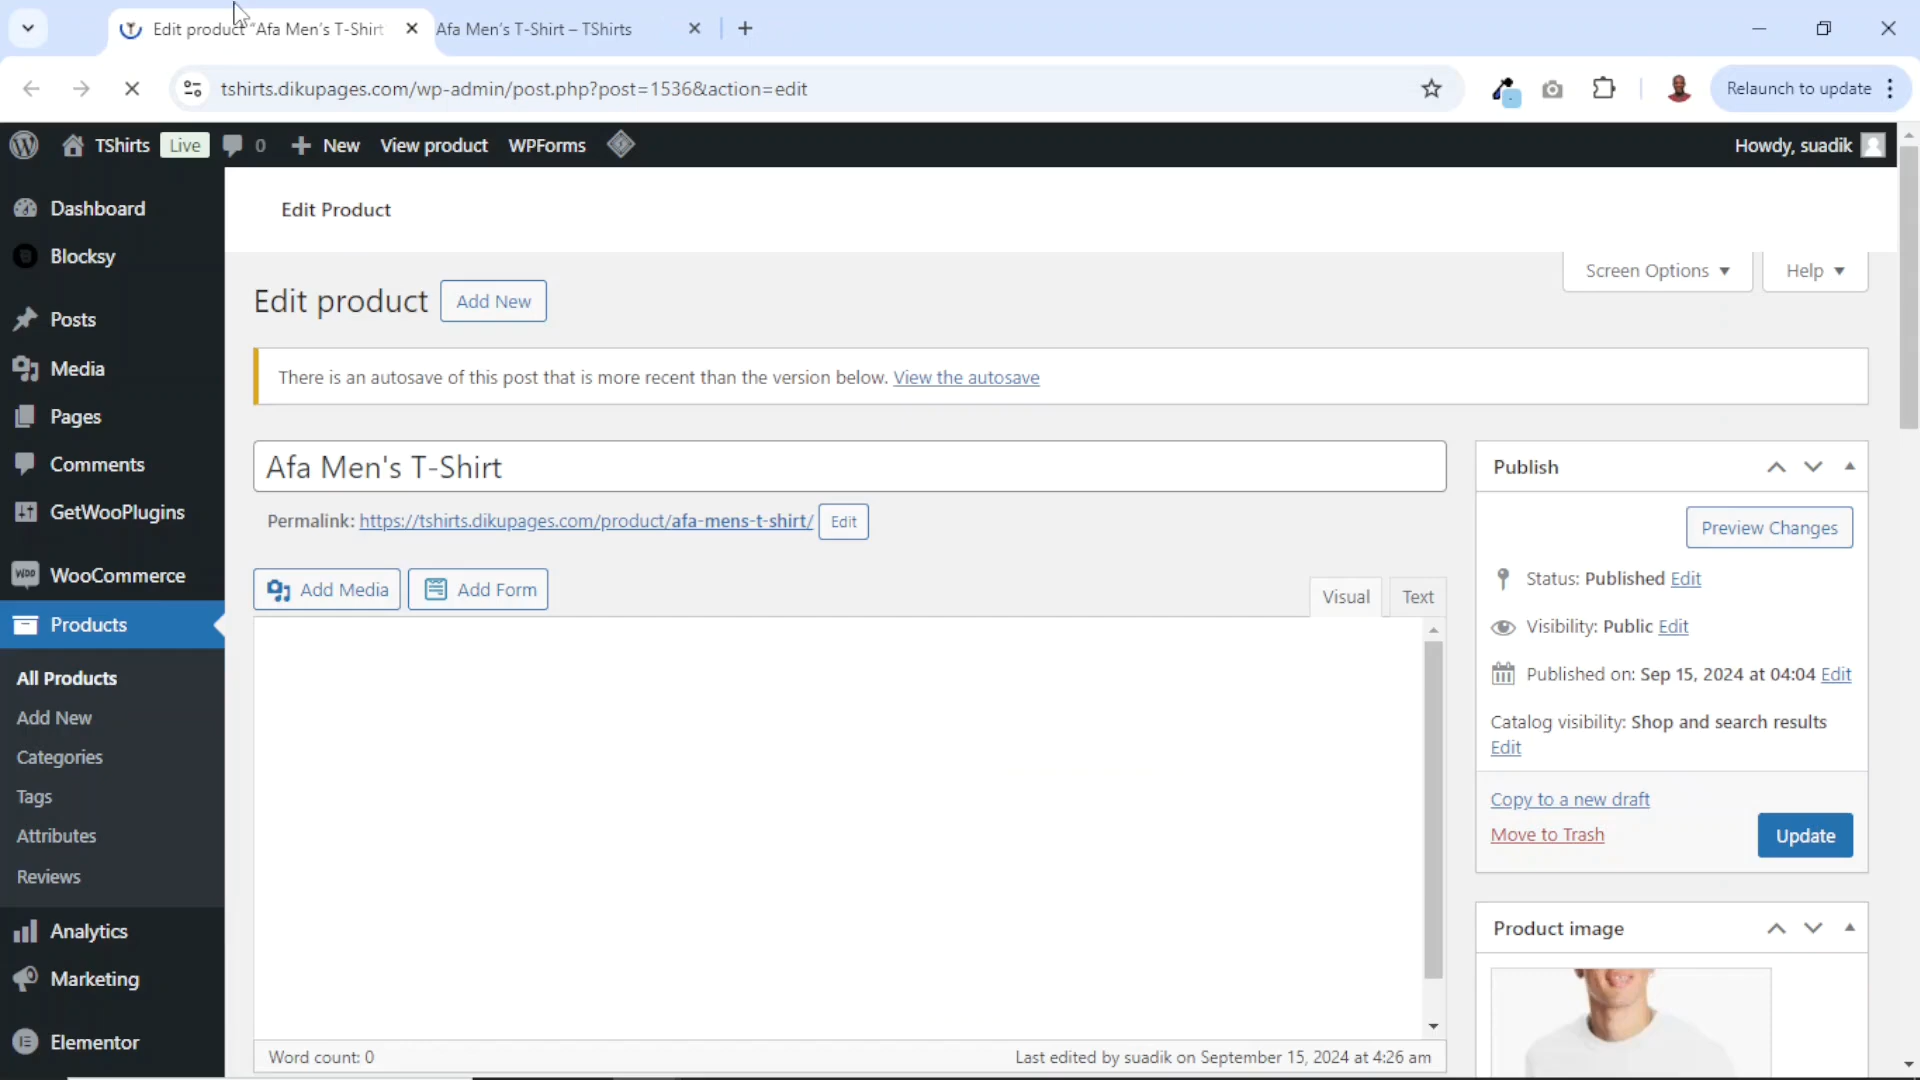 Edit product "Afa Men's T-Shirt
Afa Men's T-Shirt – TShirts
tshirts.dikupages.com/wp-admin/post.php?post=1536&action=edit
Relaunch to update
TShirts
Live
0
New
View product
WPForms
Howdy, suadik
Dashboard
Blocksy
Posts
Media
Pages
Comments
GetWooPlugins
WooCommerce
Products
All Products
Add New
Categories
Tags
Attributes
Reviews
Analytics
Marketing
Elementor
Edit Product
Screen Options
Help
Edit product
Add New
There is an autosave of this post that is more recent than the version below. View the autosave
Afa Men's T-Shirt
Permalink: https://tshirts.dikupages.com/product/afa-mens-t-shirt/ Edit
Add Media
Add Form
Visual
Text
Word count: 0
Last edited by suadik on September 15, 2024 at 4:26 am
Publish
Preview Changes
Status: Published Edit
Visibility: Public Edit
Published on: Sep 15, 2024 at 04:04 Edit
Catalog visibility: Shop and search results
Edit
Copy to a new draft
Move to Trash
Update
Product image